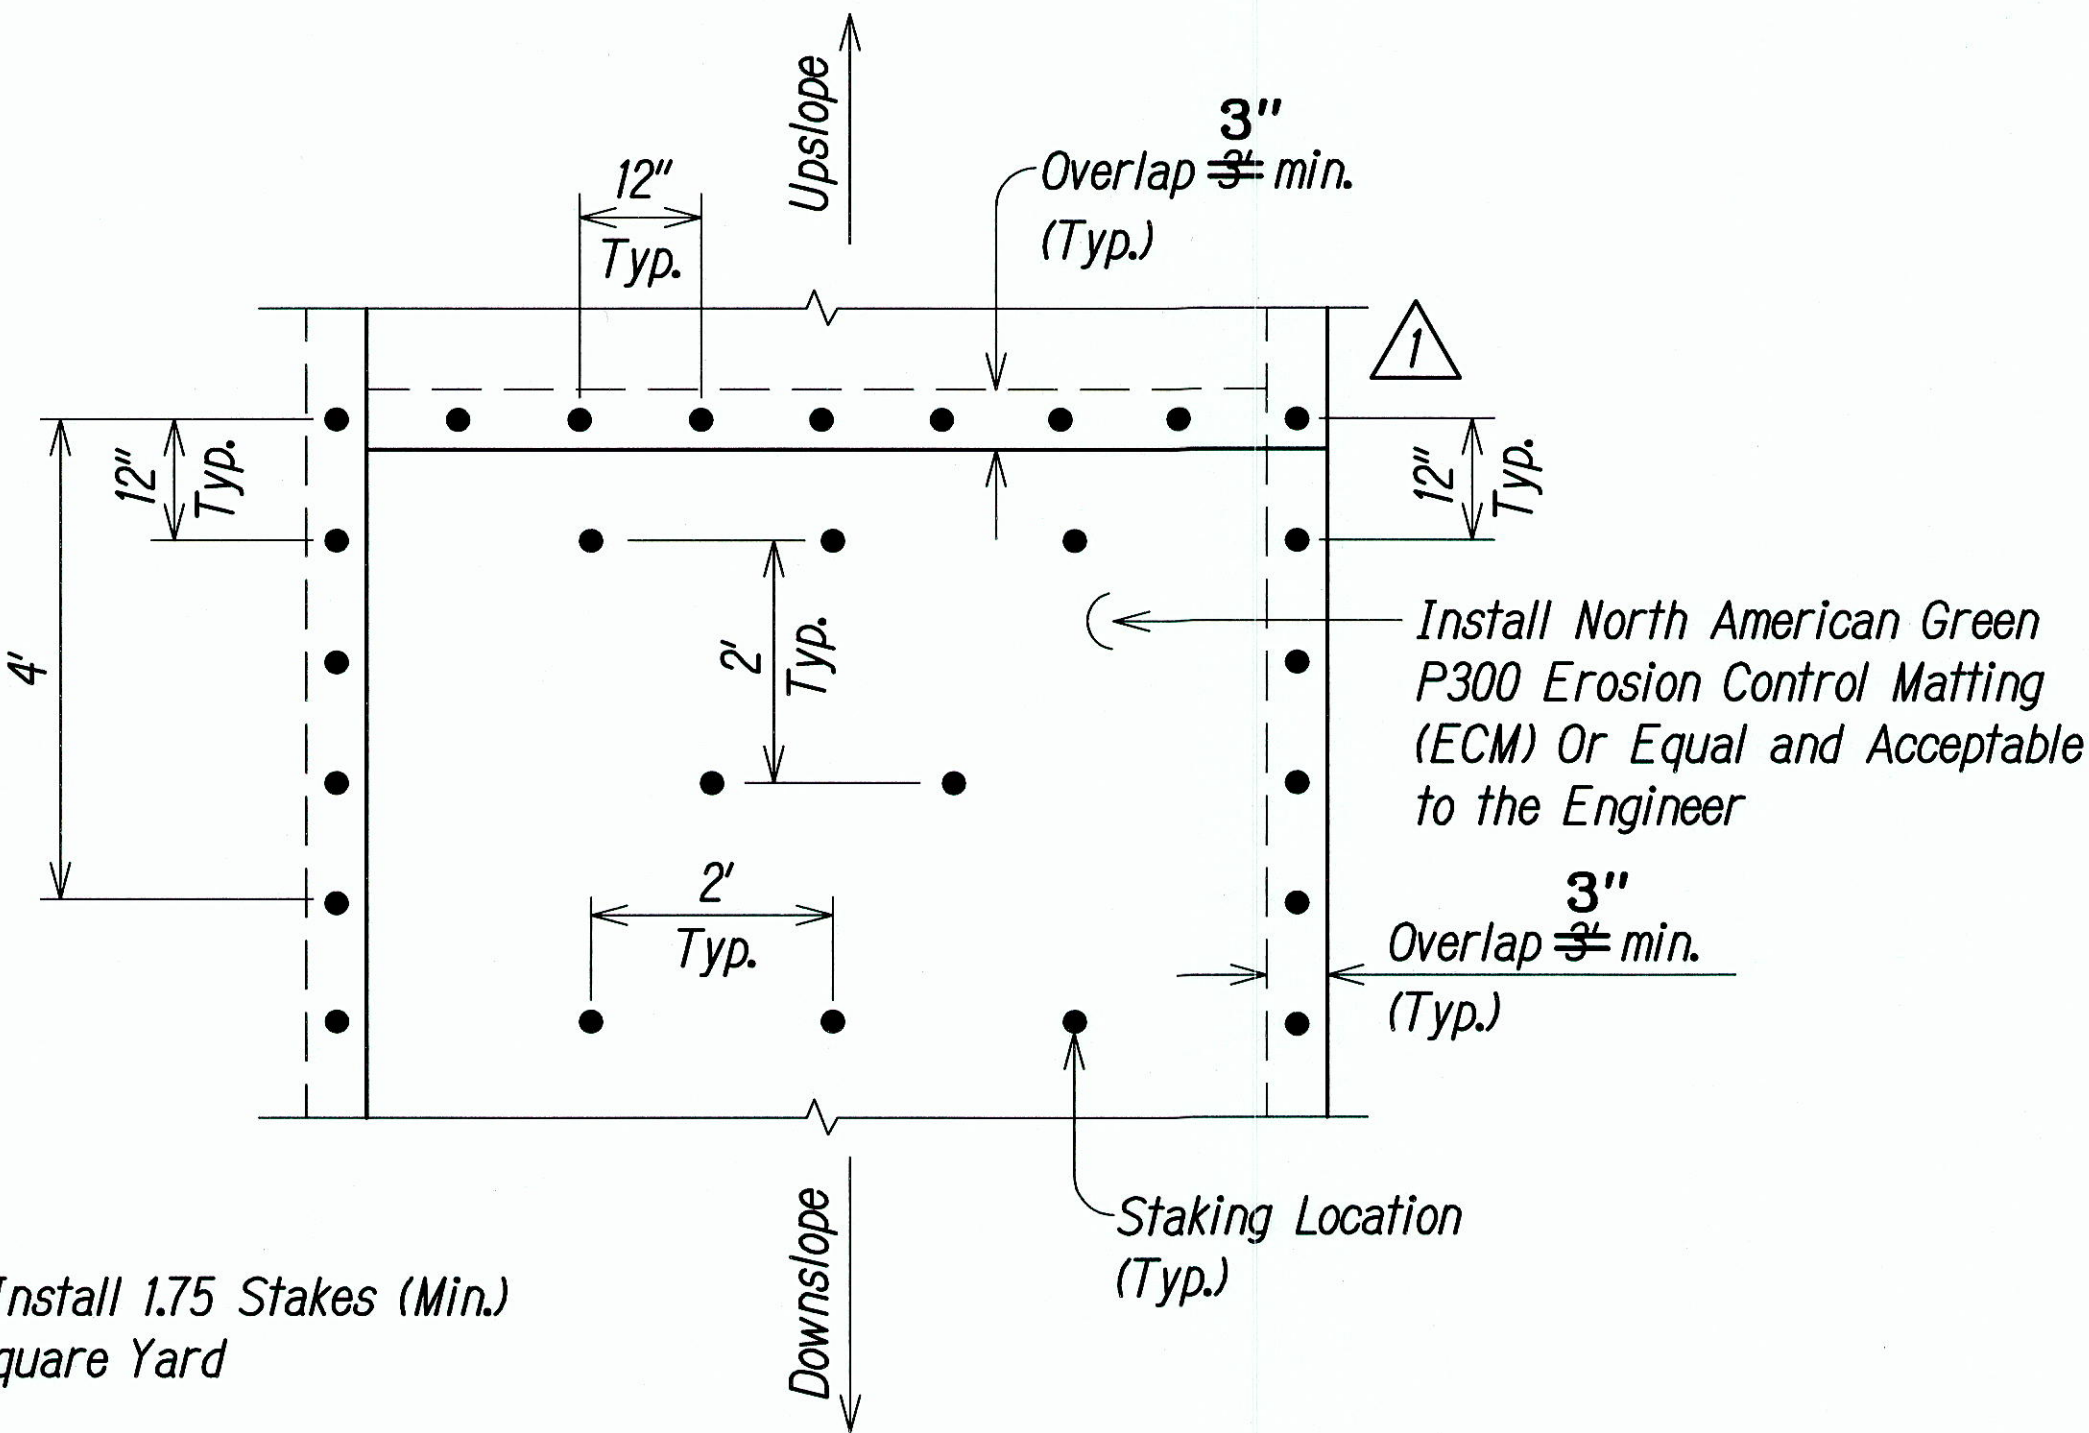 Upslope
3"
Overlap 3' min.
(Typ.)
12"
Typ.
1
12"
Typ.
12"
Typ.
4'
2'
Typ.
Install North American Green
P300 Erosion Control Matting
(ECM) Or Equal and Acceptable
to the Engineer
2'
Typ.
3"
Overlap 3' min.
(Typ.)
Staking Location
(Typ.)
Downslope
Install 1.75 Stakes (Min.)
quare Yard